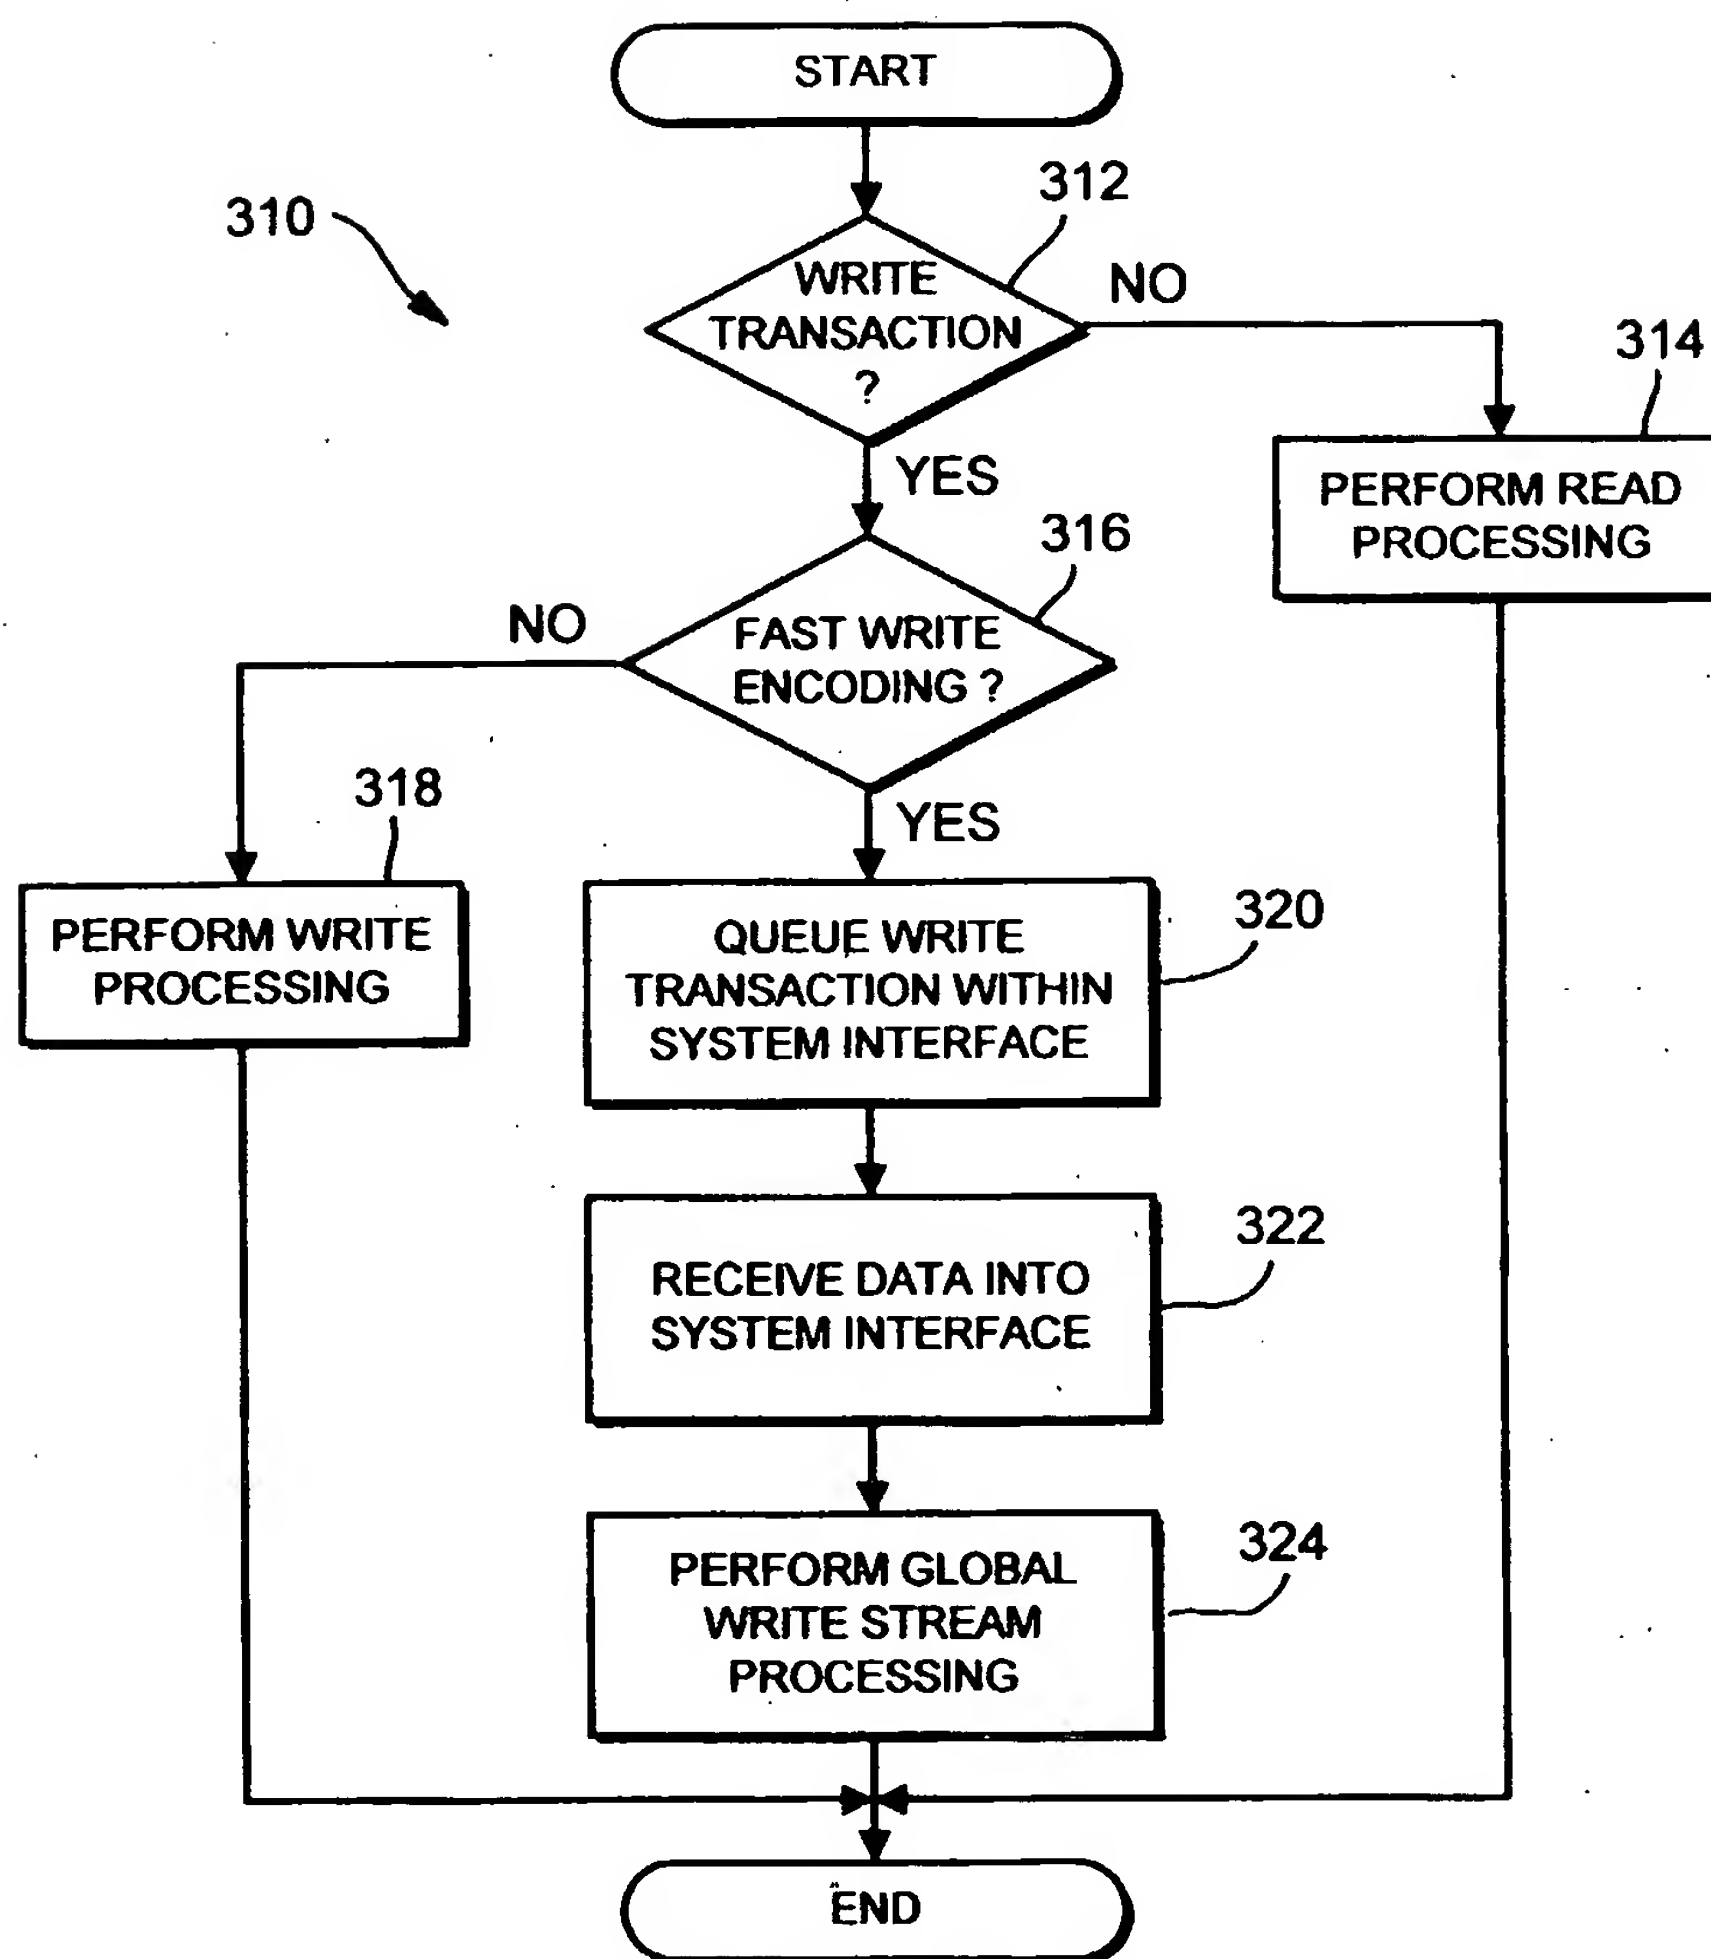 START
310
312
WRITE
TRANSACTION
?
NO
YES
314
PERFORM READ
PROCESSING
316
FAST WRITE
ENCODING ?
NO
YES
318
PERFORM WRITE
PROCESSING
320
QUEUE WRITE
TRANSACTION WITHIN
SYSTEM INTERFACE
322
RECEIVE DATA INTO
SYSTEM INTERFACE
324
PERFORM GLOBAL
WRITE STREAM
PROCESSING
END